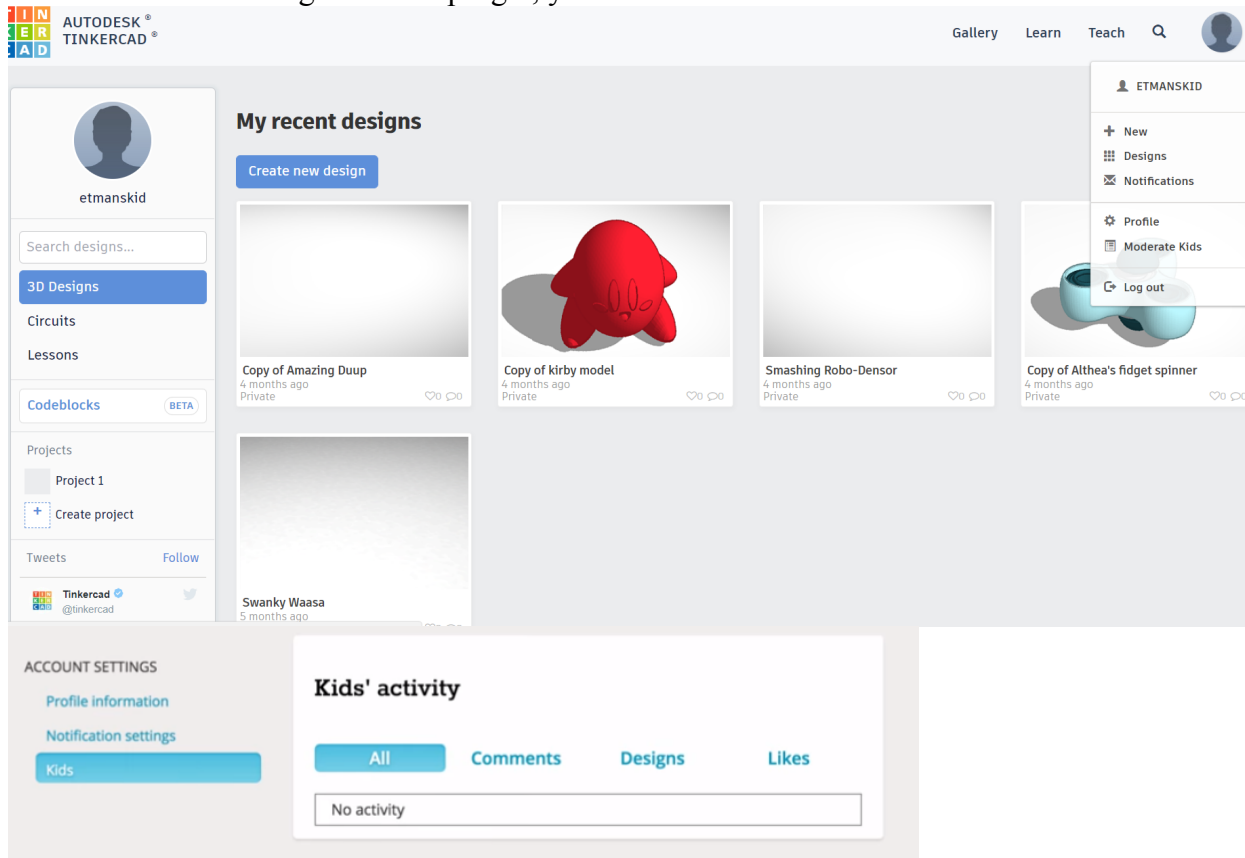 TIN
KER
CAD
AUTODESK ®
TINKERCAD ®
Gallery Learn Teach
ETMANSKID
New
Designs
Notifications
Profile
Moderate Kids
Log out
etmanskid
Search designs...
3D Designs
Circuits
Lessons
Codeblocks BETA
Projects
Project 1
+ Create project
Tweets Follow
Tinkercad
@tinkercad
My recent designs
Create new design
Copy of Amazing Duup
4 months ago
Private 0 0
Copy of kirby model
4 months ago
Private 0 0
Smashing Robo-Densor
4 months ago
Private 0 0
Copy of Althea's fidget spinner
4 months ago
Private 0 0
Swanky Waasa
5 months ago
ACCOUNT SETTINGS
Profile information
Notification settings
Kids
Kids' activity
All Comments Designs Likes
No activity